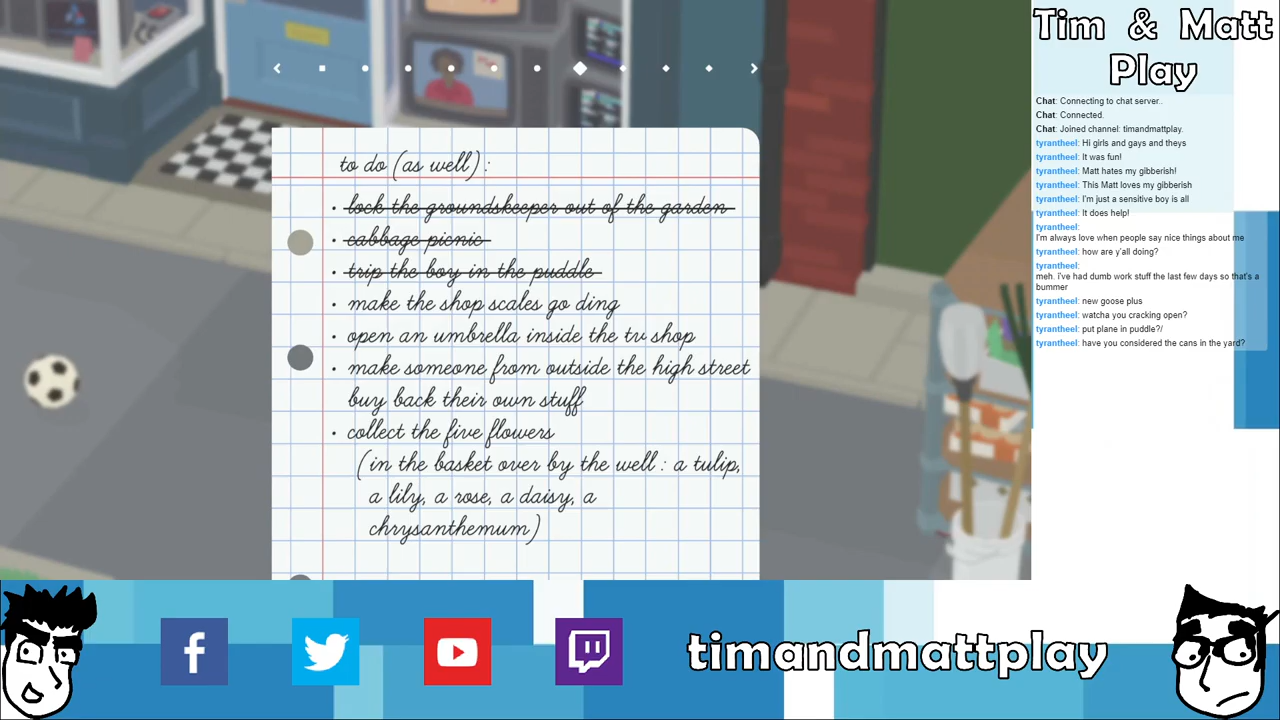 to do (as well) :
• lock the groundskeeper out of the garden
• cabbage picnic
• trip the boy in the puddle
• make the shop scales go ding
• open an umbrella inside the tv shop
• make someone from outside the high street
buy back their own stuff
• collect the five flowers
(in the basket over by the well : a tulip,
a lily, a rose, a daisy, a
chrysanthemum)
Tim & Matt
Play
Chat: Connecting to chat server..
Chat: Connected.
Chat: Joined channel: timandmattplay.
tyrantheel: Hi girls and gays and theys
tyrantheel: It was fun!
tyrantheel: Matt hates my gibberish!
tyrantheel: This Matt loves my gibberish
tyrantheel: I'm just a sensitive boy is all
tyrantheel: It does help!
tyrantheel:
I'm always love when people say nice things about me
tyrantheel: how are y'all doing?
tyrantheel:
meh. i've had dumb work stuff the last few days so that's a
bummer
tyrantheel: new goose plus
tyrantheel: watcha you cracking open?
tyrantheel: put plane in puddle?/
tyrantheel: have you considered the cans in the yard?
timandmattplay